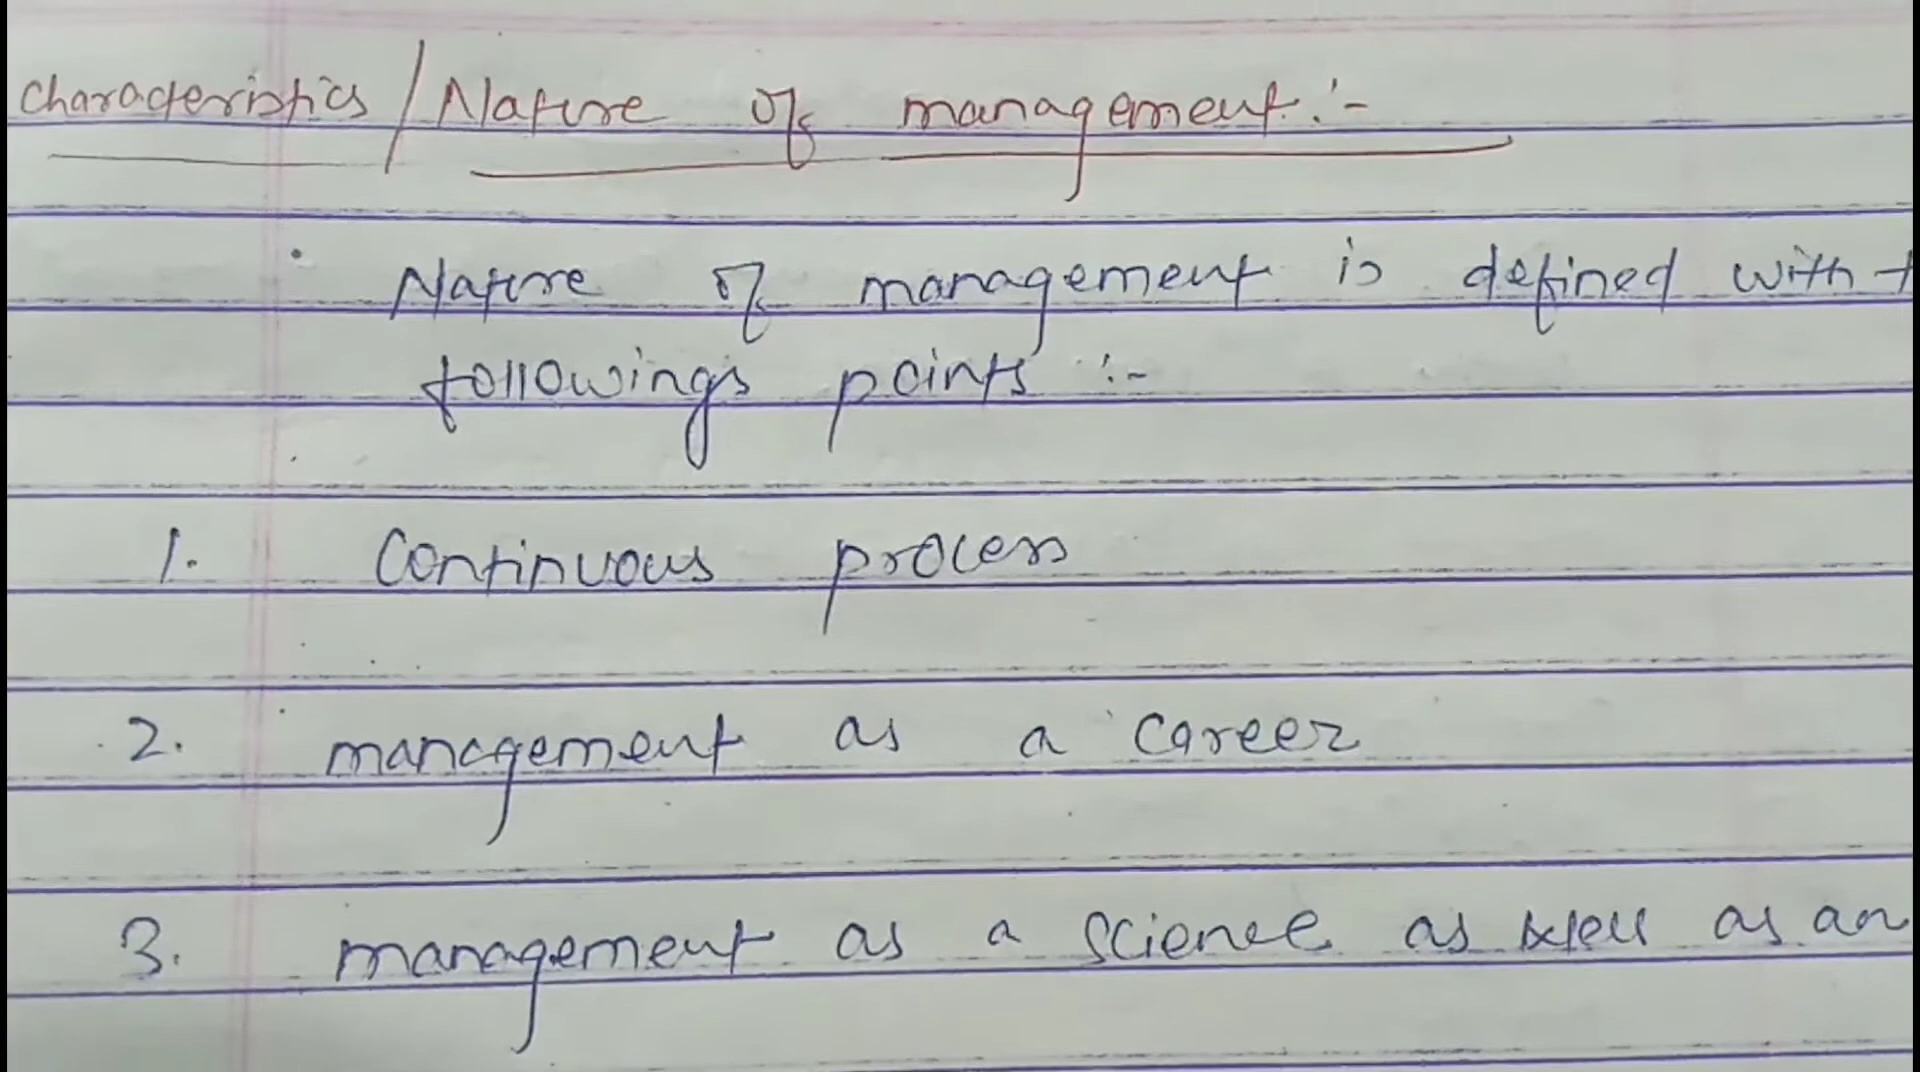 Characteristics / Nature of management :-
Nature of management is defined with
followings points :-
1. Continuous process
2. management as a career
3. management as a science as well as an